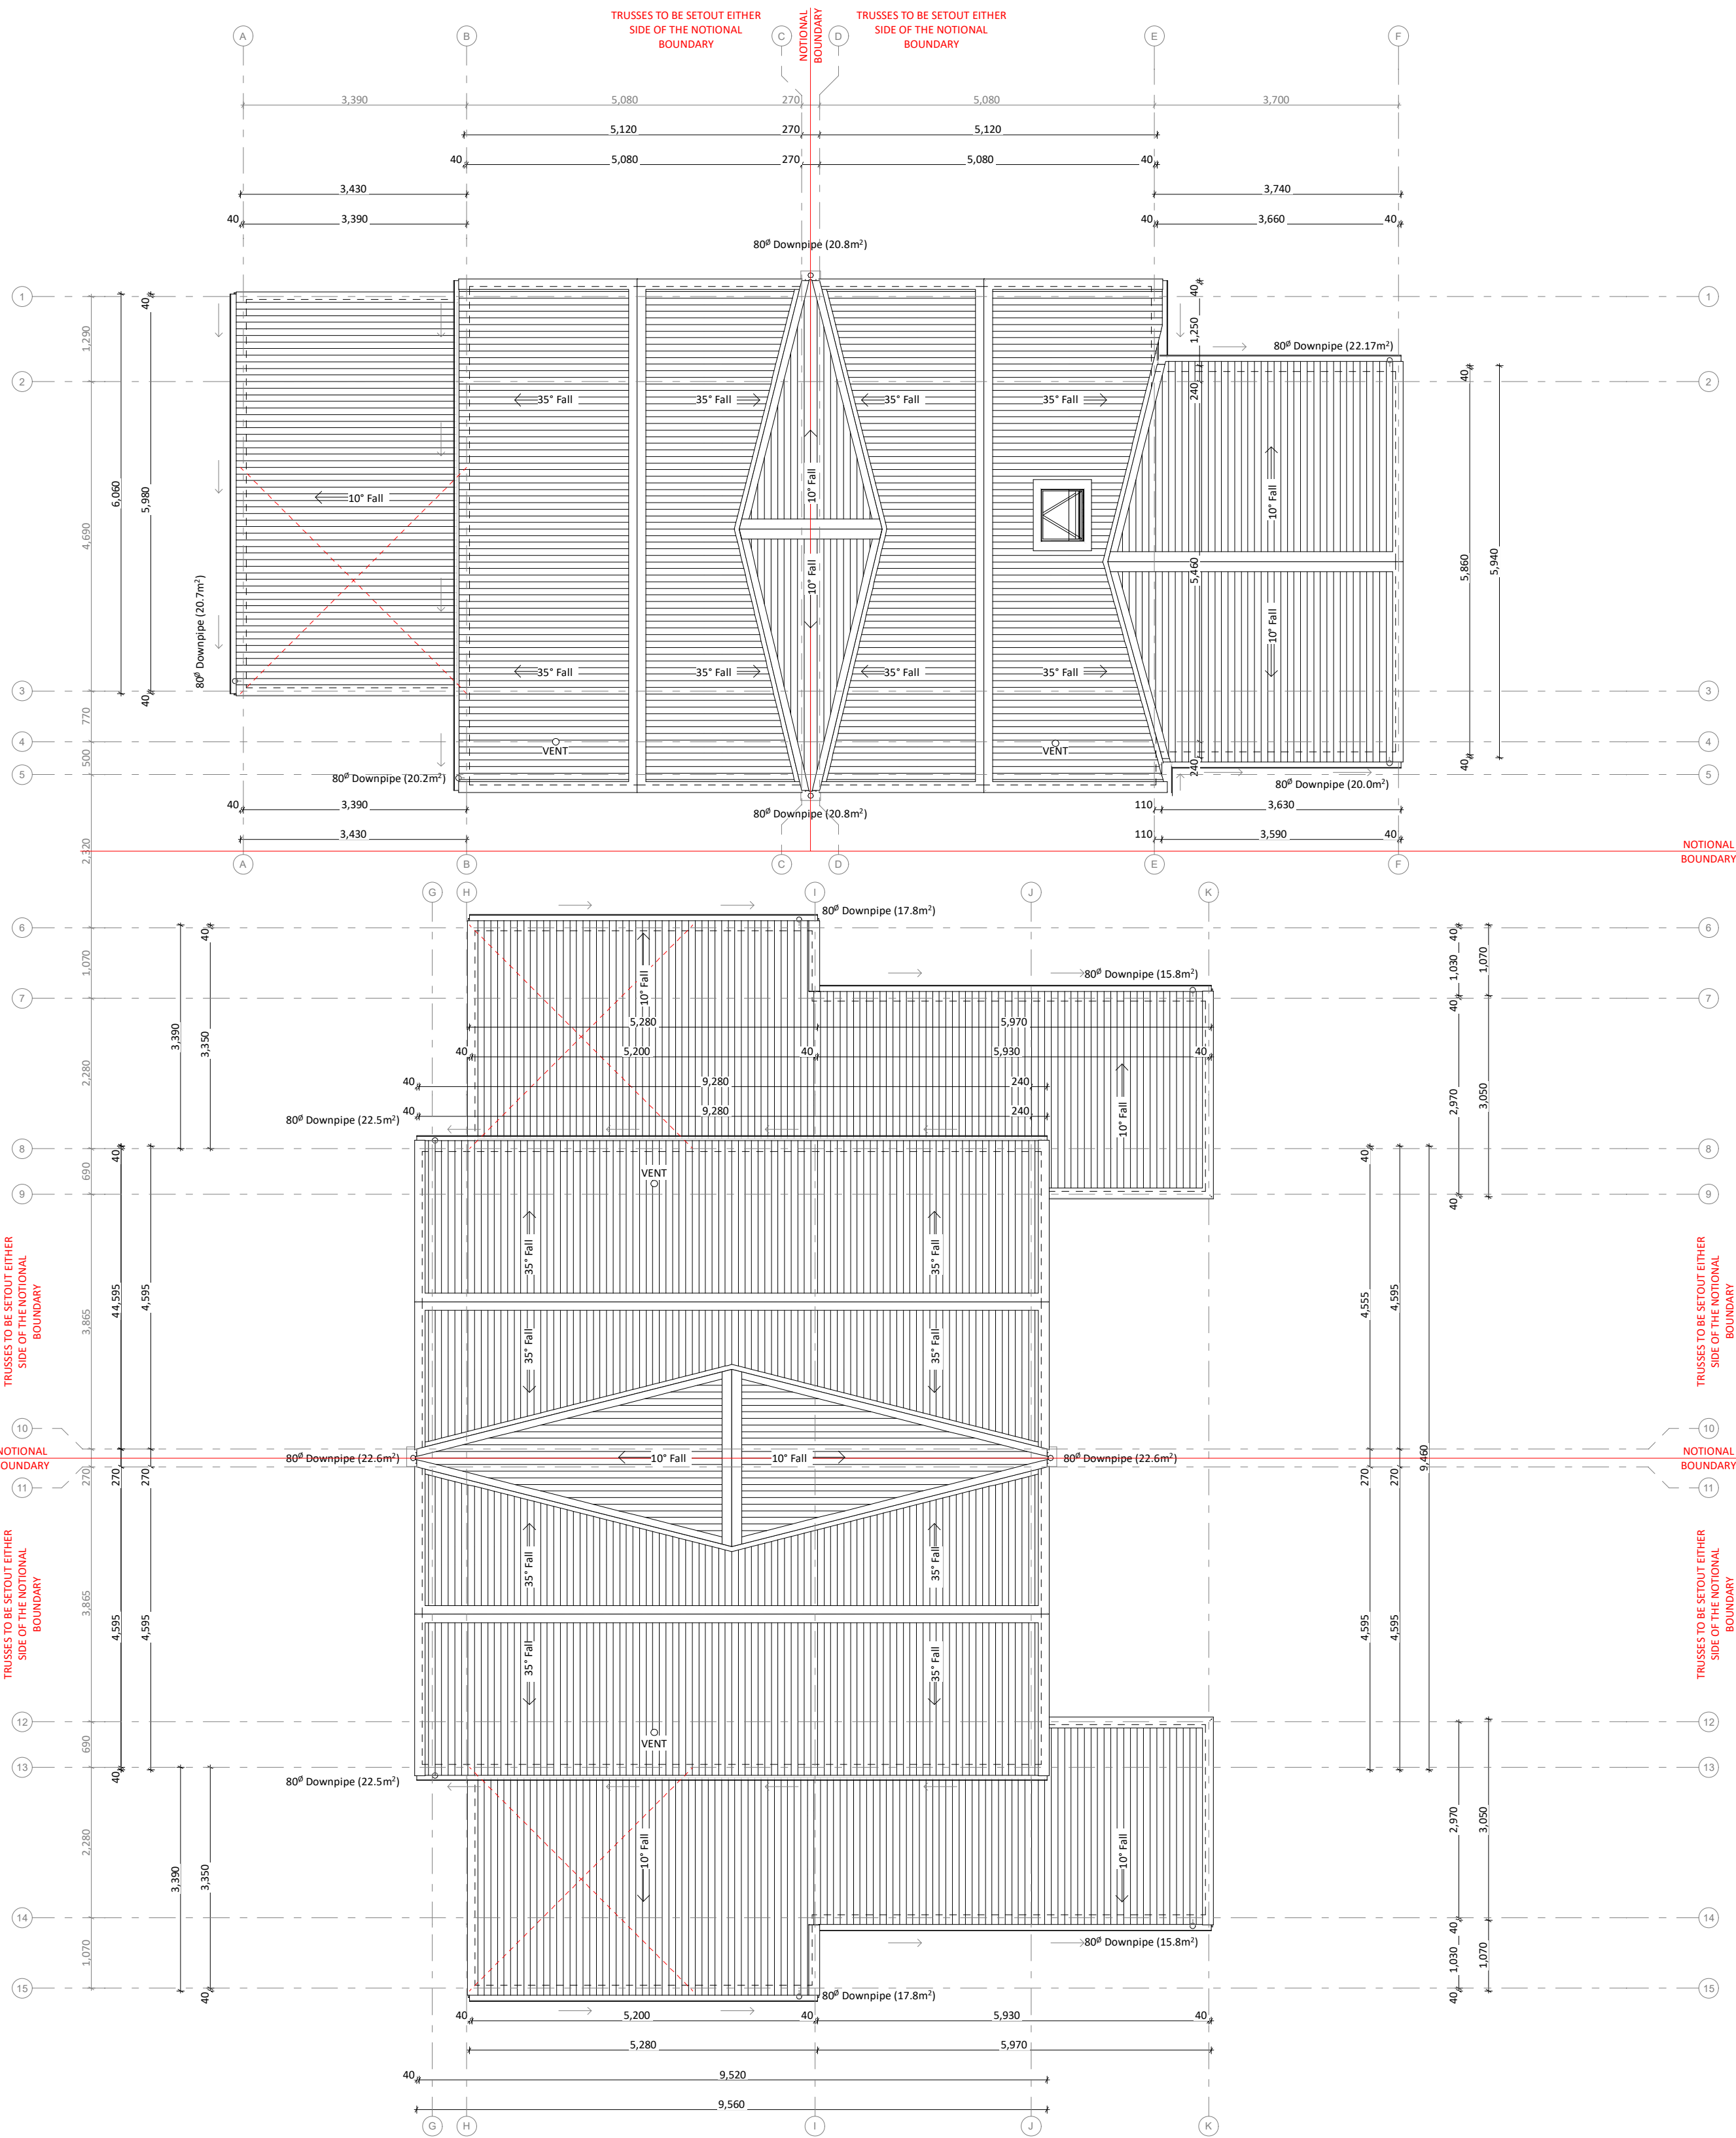 TRUSSES TO BE SETOUT EITHER
SIDE OF THE NOTIONAL
BOUNDARY
NOTIONAL
BOUNDARY
TRUSSES TO BE SETOUT EITHER
SIDE OF THE NOTIONAL
BOUNDARY
A
B
C
D
E
F
3,390
5,080
270
5,080
3,700
5,120
270
5,120
40
5,080
270
5,080
40
3,430
3,740
40
3,390
40
3,660
40
80Ø Downpipe (20.8m²)
1
1
40
40
1,290
1,250
80Ø Downpipe (22.17m²)
2
2
40
240
35° Fall
35° Fall
35° Fall
35° Fall
10° Fall
10° Fall
10° Fall
6,060
5,980
4,690
5,460
5,860
5,940
10° Fall
10° Fall
80Ø Downpipe (20.7m²)
35° Fall
35° Fall
35° Fall
35° Fall
3
3
40
770
4
4
VENT
VENT
500
240
40
5
5
80Ø Downpipe (20.2m²)
80Ø Downpipe (20.0m²)
40
3,390
80Ø Downpipe (20.8m²)
110
3,630
3,430
110
3,590
40
2,320
NOTIONAL
BOUNDARY
A
B
C
D
E
F
G
H
I
J
K
80Ø Downpipe (17.8m²)
6
6
40
40
1,070
1,030
1,070
10° Fall
80Ø Downpipe (15.8m²)
7
7
40
5,280
5,970
3,390
3,350
40
5,200
40
5,930
40
2,280
40
9,280
240
2,970
3,050
40
9,280
240
10° Fall
80Ø Downpipe (22.5m²)
8
8
40
40
690
VENT
9
9
40
35° Fall
35° Fall
TRUSSES TO BE SETOUT EITHER
SIDE OF THE NOTIONAL
BOUNDARY
TRUSSES TO BE SETOUT EITHER
SIDE OF THE NOTIONAL
BOUNDARY
3,865
44,595
4,595
4,555
4,595
35° Fall
35° Fall
10
10
NOTIONAL
BOUNDARY
80Ø Downpipe (22.6m²)
10° Fall
10° Fall
80Ø Downpipe (22.6m²)
9,460
NOTIONAL
BOUNDARY
270
270
270
270
270
11
11
35° Fall
35° Fall
TRUSSES TO BE SETOUT EITHER
SIDE OF THE NOTIONAL
BOUNDARY
TRUSSES TO BE SETOUT EITHER
SIDE OF THE NOTIONAL
BOUNDARY
3,865
4,595
4,595
4,595
4,595
35° Fall
35° Fall
12
12
690
VENT
13
13
40
80Ø Downpipe (22.5m²)
2,280
2,970
3,050
10° Fall
10° Fall
3,390
3,350
14
14
40
80Ø Downpipe (15.8m²)
1,070
1,030
1,070
15
15
40
40
80Ø Downpipe (17.8m²)
40
5,200
40
5,930
40
5,280
5,970
40
9,520
9,560
G
H
I
J
K